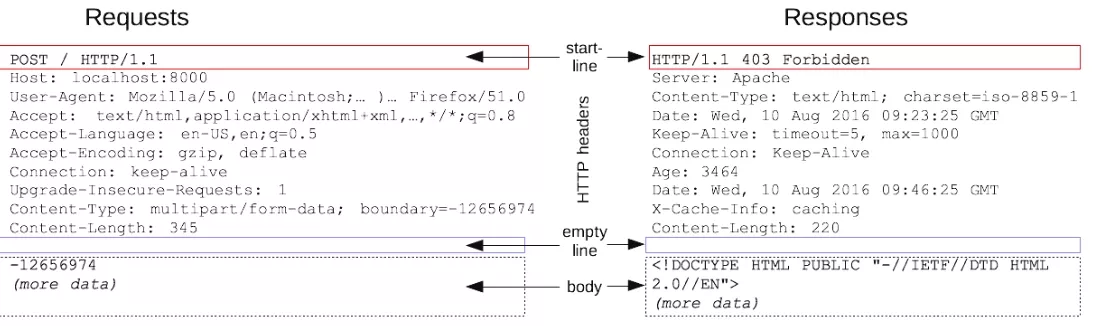 Requests
POST / HTTP/1.1
Host: localhost:8000
User-Agent: Mozilla/5.0 (Macintosh;… )… Firefox/51.0
Accept: text/html,application/xhtml+xml,…,*/*;q=0.8
Accept-Language: en-US,en;q=0.5
Accept-Encoding: gzip, deflate
Connection: keep-alive
Upgrade-Insecure-Requests: 1
Content-Type: multipart/form-data; boundary=-12656974
Content-Length: 345
-12656974
(more data)
start-
line
HTTP headers
empty
line
body
Responses
HTTP/1.1 403 Forbidden
Server: Apache
Content-Type: text/html; charset=iso-8859-1
Date: Wed, 10 Aug 2016 09:23:25 GMT
Keep-Alive: timeout=5, max=1000
Connection: Keep-Alive
Age: 3464
Date: Wed, 10 Aug 2016 09:46:25 GMT
X-Cache-Info: caching
Content-Length: 220
<!DOCTYPE HTML PUBLIC "-//IETF//DTD HTML
2.0//EN">
(more data)